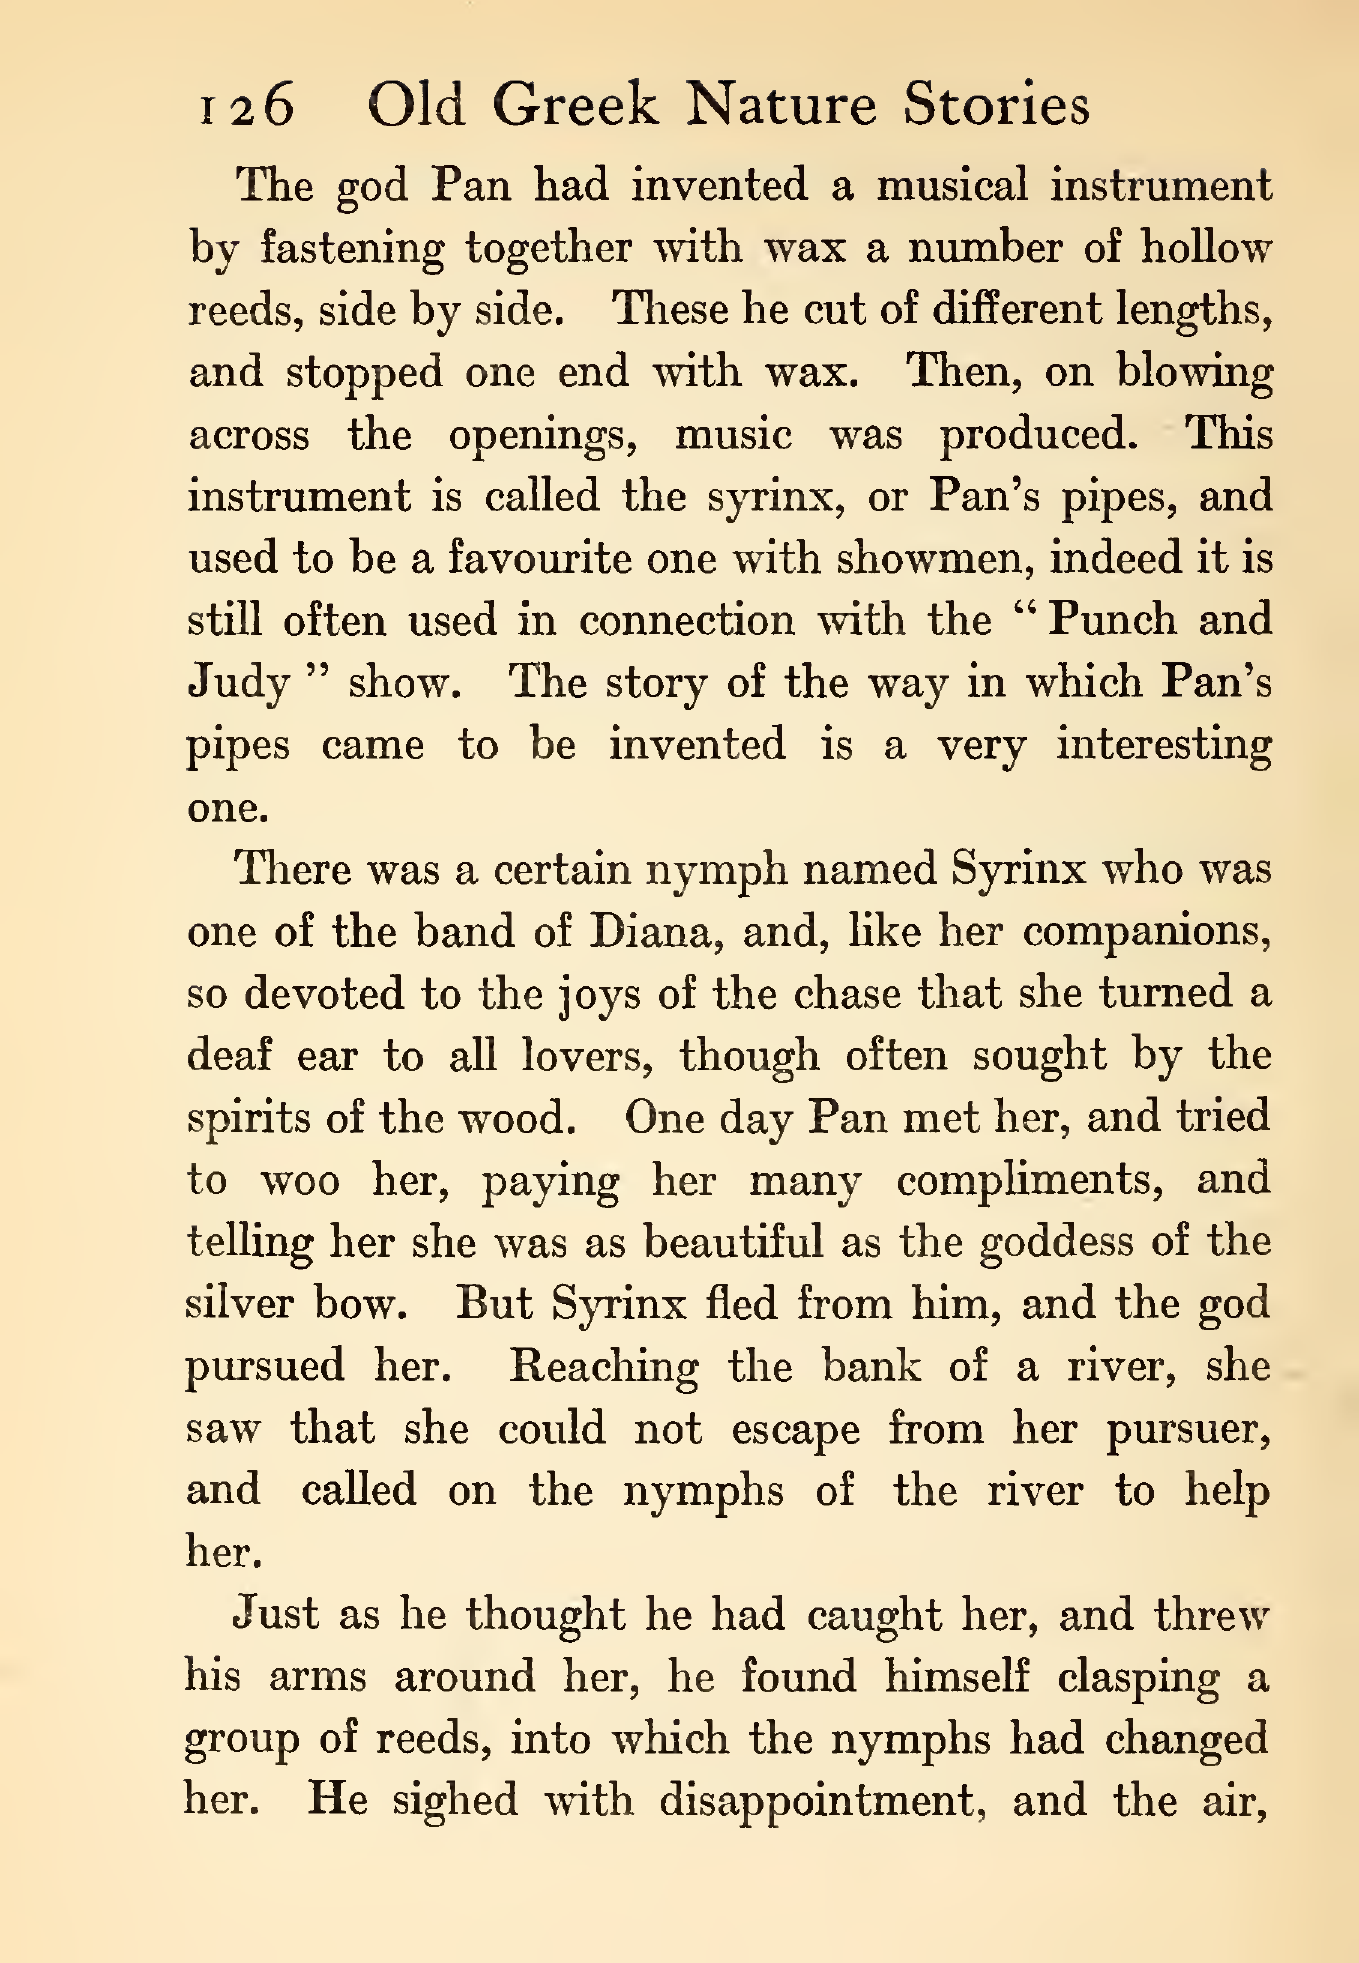 126 Old Greek Nature Stories
The god Pan had invented a musical instrument
by fastening together with wax a number of hollow
reeds, side by side. These he cut of different lengths,
and stopped one end with wax. Then, on blowing
across the openings, music was produced. This
instrument is called the syrinx, or Pan's pipes, and
used to be a favourite one with showmen, indeed it is
still often used in connection with the “ Punch and
Judy ” show. The story of the way in which Pan's
pipes came to be invented is a very interesting
one.
There was a certain nymph named Syrinx who was
one of the band of Diana, and, like her companions,
so devoted to the joys of the chase that she turned a
deaf ear to all lovers, though often sought by the
spirits of the wood. One day Pan met her, and tried
to woo her, paying her many compliments, and
telling her she was as beautiful as the goddess of the
silver bow. But Syrinx fled from him, and the god
pursued her. Reaching the bank of a river, she
saw that she could not escape from her pursuer,
and called on the nymphs of the river to help
her.
Just as he thought he had caught her, and threw
his arms around her, he found himself clasping a
group of reeds, into which the nymphs had changed
her. He sighed with disappointment, and the air,